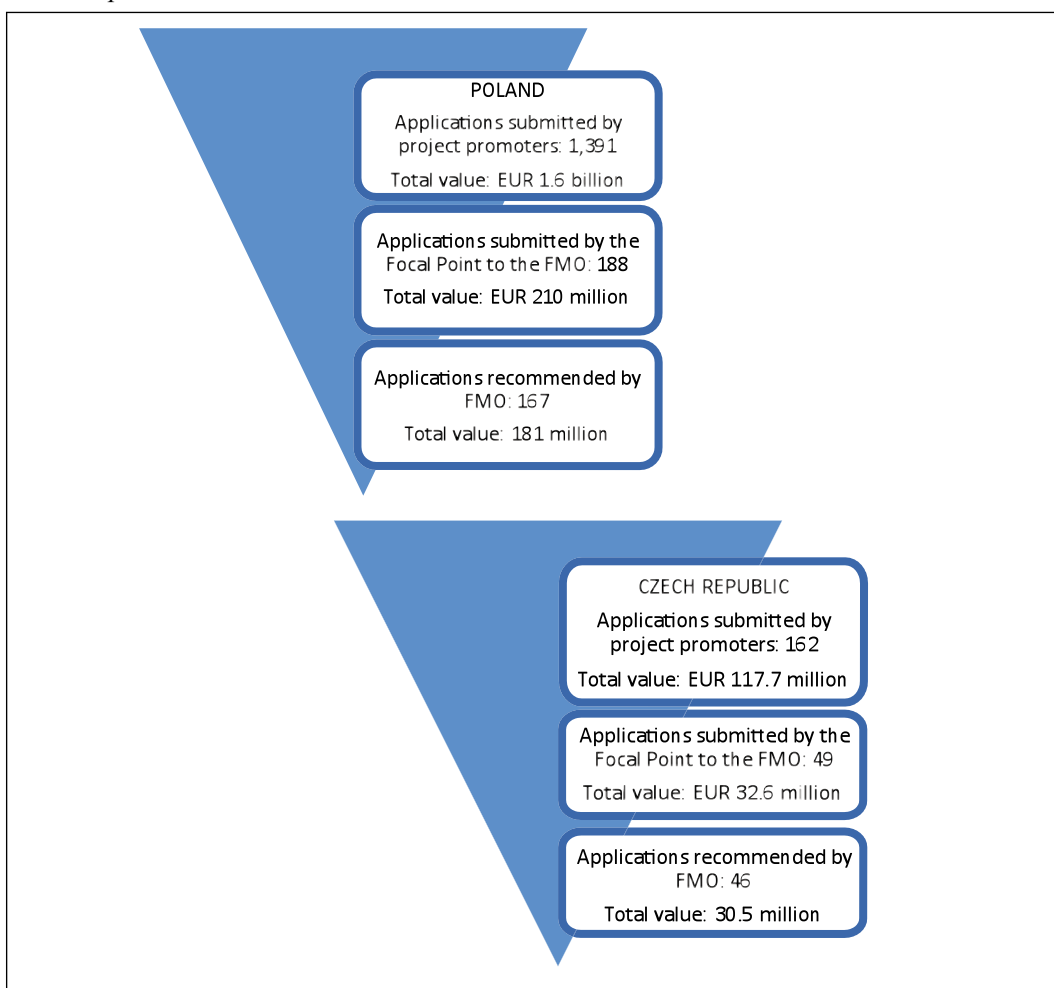 POLAND
Applications submitted by
project promoters: 1,391
Total value: EUR 1.6 billion
Applications submitted by the
Focal Point to the FMO: 188
Total value: EUR 210 million
Applications recommended by
FMO: 167
Total value: 181 million
CZECH REPUBLIC
Applications submitted by
project promoters: 162
Total value: EUR 117.7 million
Applications submitted by the
Focal Point to the FMO: 49
Total value: EUR 32.6 million
Applications recommended by
FMO: 46
Total value: 30.5 million